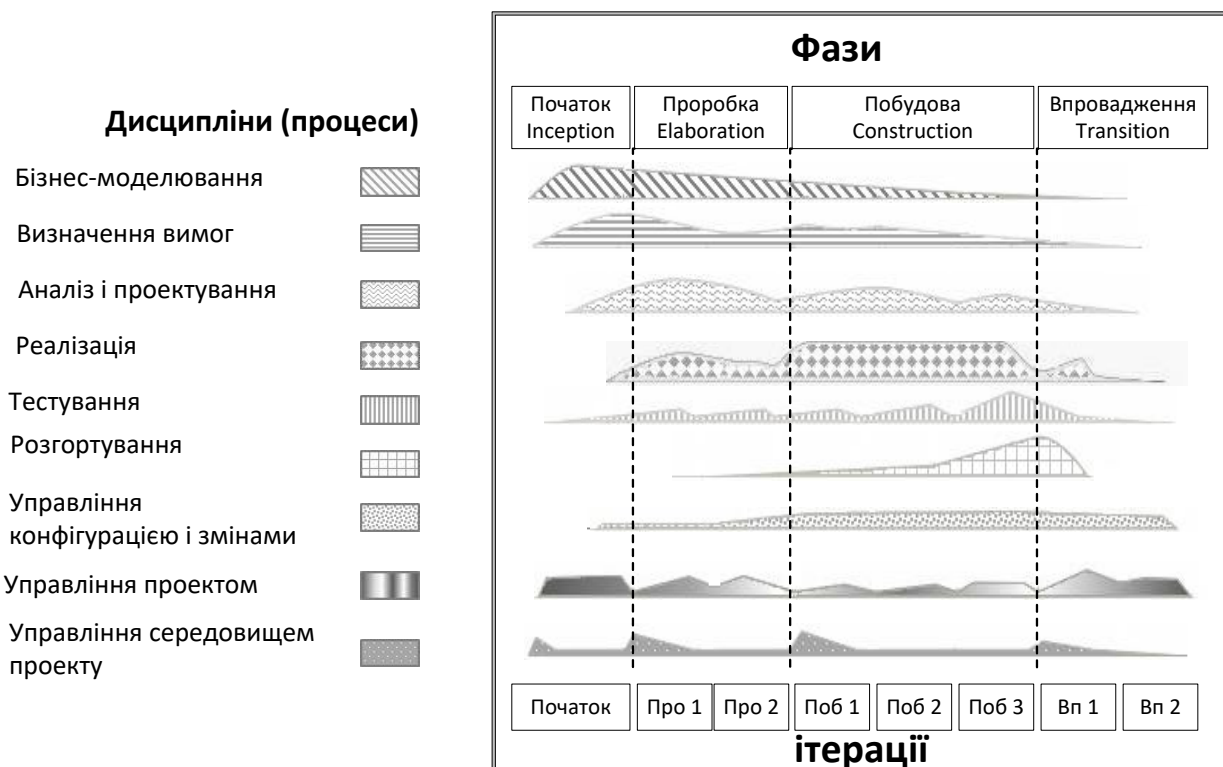 Фази
Початок
Inception
Проробка
Elaboration
Побудова
Construction
Впровадження
Transition
Дисципліни (процеси)
Бізнес-моделювання
Визначення вимог
Аналіз і проектування
Реалізація
Тестування
Розгортування
Управління
конфігурацією і змінами
Управління проектом
Управління середовищем
проекту
Початок
Про 1
Про 2
Поб 1
Поб 2
Поб 3
Вп 1
Вп 2
ітерації